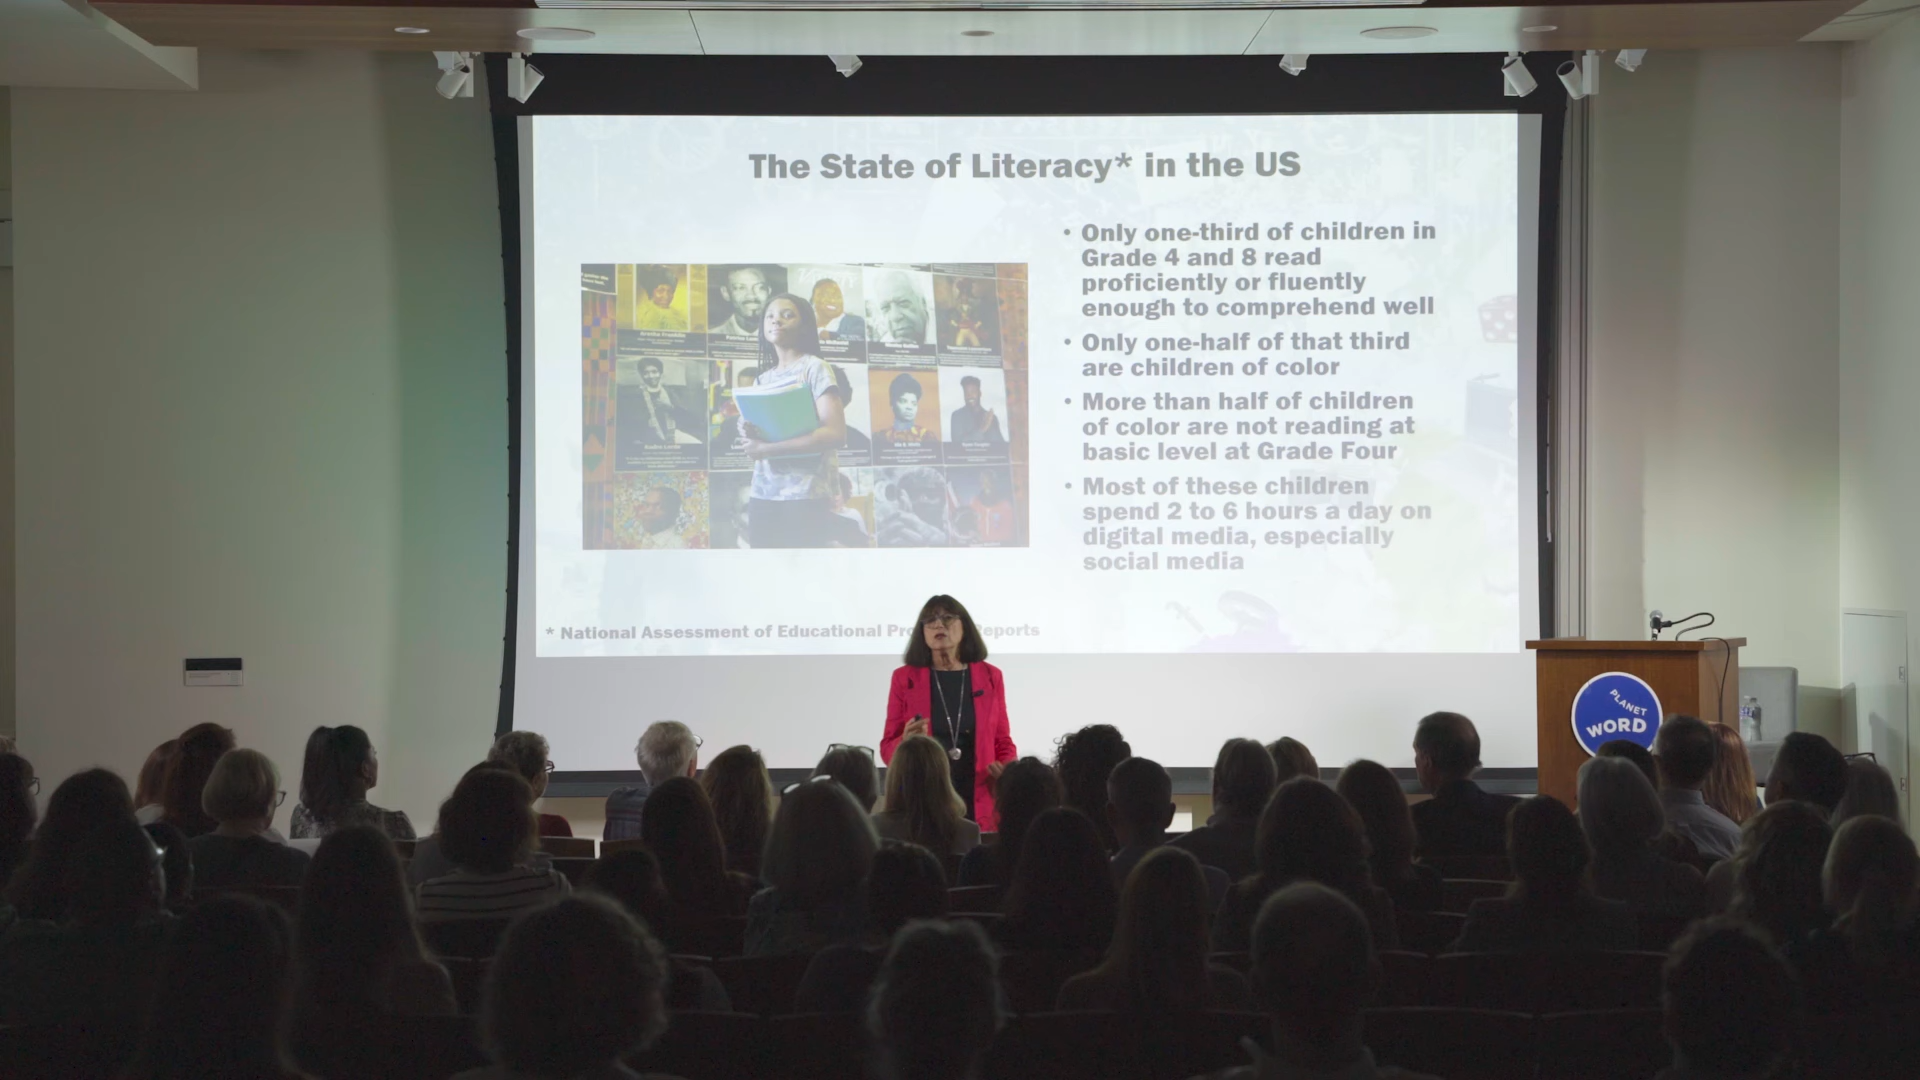 The State of Literacy* in the US
• Only one-third of children in
Grade 4 and 8 read
proficiently or fluently
enough to comprehend well
• Only one-half of that third
are children of color
• More than half of children
of color are not reading at
basic level at Grade Four
• Most of these children
spend 2 to 6 hours a day on
digital media, especially
social media
* National Assessment of Educational
PLANET
WORD